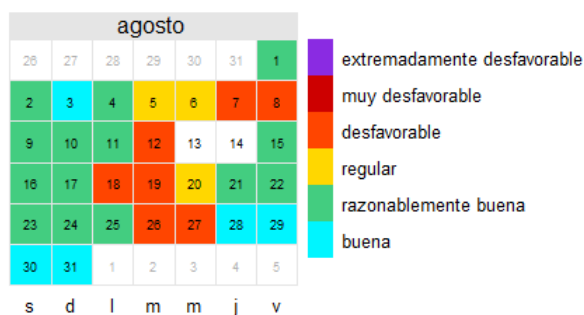 agosto
26 27 28 29 30 31 1
2 3 4 5 6 7 8
9 10 11 12 13 14 15
16 17 18 19 20 21 22
23 24 25 26 27 28 29
30 31 1 2 3 4 5
s d l m m j v
extremadamente desfavorable
muy desfavorable
desfavorable
regular
razonablemente buena
buena